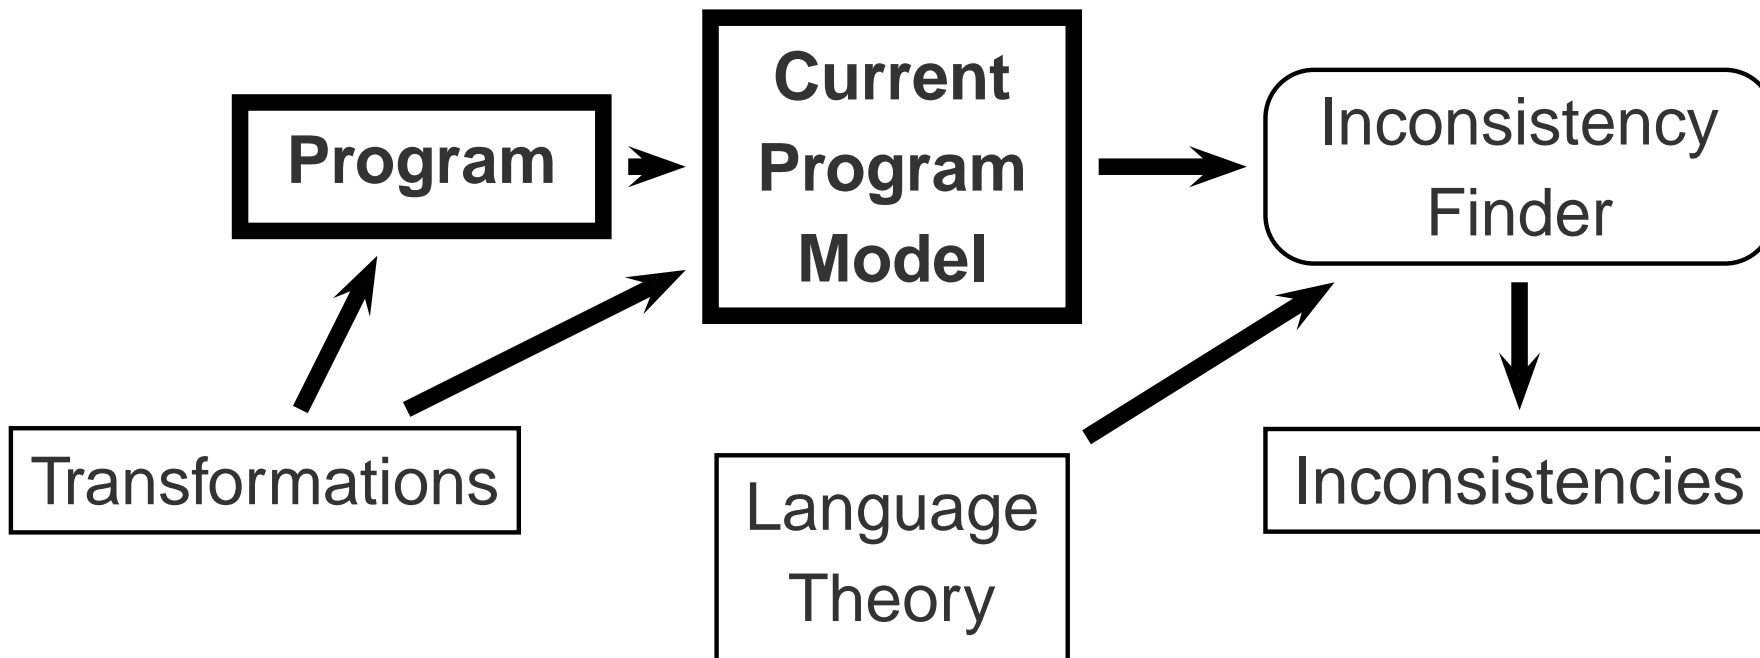 Program
Current
Program
Model
Inconsistency
Finder
Transformations
Language
Theory
Inconsistencies